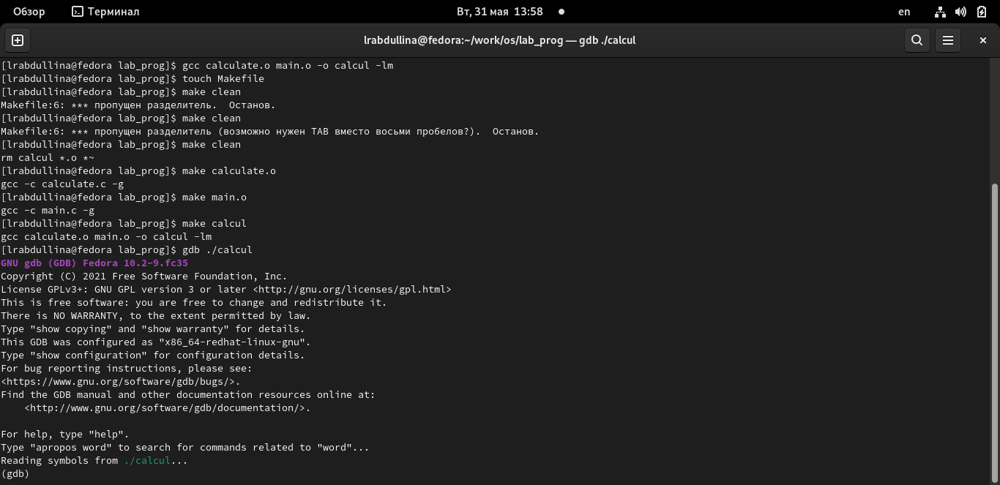 Обзор Терминал Вт, 31 мая 13:58 en
lrabdullina@fedora:~/work/os/lab_prog — gdb ./calcul
[lrabdullina@fedora lab_prog]$ gcc calculate.o main.o -o calcul -lm
[lrabdullina@fedora lab_prog]$ touch Makefile
[lrabdullina@fedora lab_prog]$ make clean
Makefile:6: *** пропущен разделитель.  Останов.
[lrabdullina@fedora lab_prog]$ make clean
Makefile:6: *** пропущен разделитель (возможно нужен TAB вместо восьми пробелов?).  Останов.
[lrabdullina@fedora lab_prog]$ make clean
rm calcul *.o *~
[lrabdullina@fedora lab_prog]$ make calculate.o
gcc -c calculate.c -g
[lrabdullina@fedora lab_prog]$ make main.o
gcc -c main.c -g
[lrabdullina@fedora lab_prog]$ make calcul
gcc calculate.o main.o -o calcul -lm
[lrabdullina@fedora lab_prog]$ gdb ./calcul
GNU gdb (GDB) Fedora 10.2-9.fc35
Copyright (C) 2021 Free Software Foundation, Inc.
License GPLv3+: GNU GPL version 3 or later <http://gnu.org/licenses/gpl.html>
This is free software: you are free to change and redistribute it.
There is NO WARRANTY, to the extent permitted by law.
Type "show copying" and "show warranty" for details.
This GDB was configured as "x86_64-redhat-linux-gnu".
Type "show configuration" for configuration details.
For bug reporting instructions, please see:
<https://www.gnu.org/software/gdb/bugs/>.
Find the GDB manual and other documentation resources online at:
    <http://www.gnu.org/software/gdb/documentation/>.

For help, type "help".
Type "apropos word" to search for commands related to "word"...
Reading symbols from ./calcul...
(gdb)